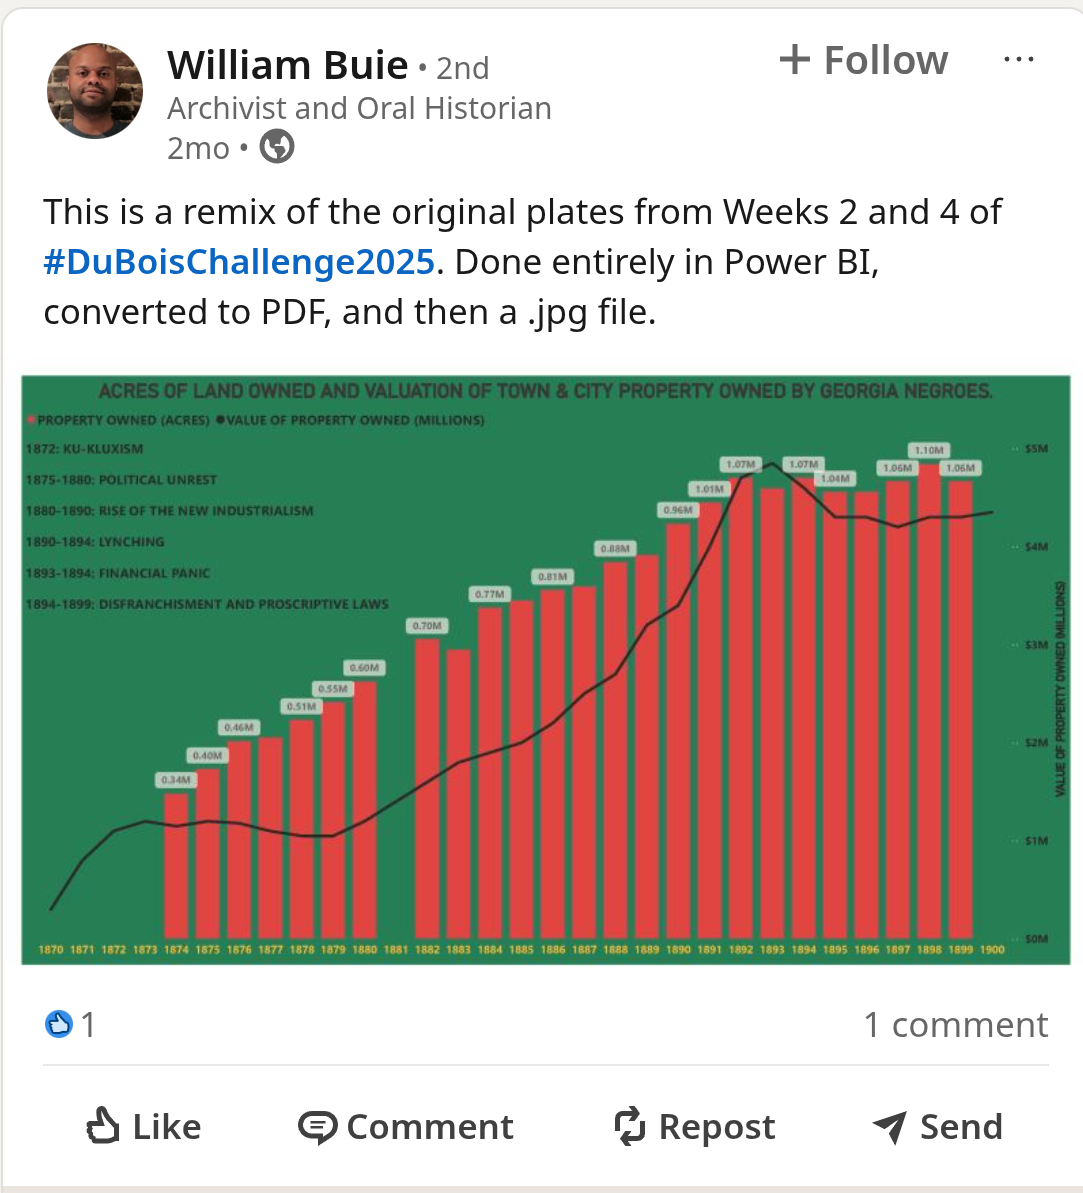 William Buie • 2nd
+ Follow
...
Archivist and Oral Historian
2mo •
This is a remix of the original plates from Weeks 2 and 4 of
#DuBoisChallenge2025. Done entirely in Power BI,
converted to PDF, and then a .jpg file.
ACRES OF LAND OWNED AND VALUATION OF TOWN & CITY PROPERTY OWNED BY GEORGIA NEGROES.
PROPERTY OWNED (ACRES) VALUE OF PROPERTY OWNED (MILLIONS)
1872: KU-KLUXISM
1875-1880: POLITICAL UNREST
1880-1890: RISE OF THE NEW INDUSTRIALISM
1890-1894: LYNCHING
1893-1894: FINANCIAL PANIC
1894-1899: DISFRANCHISMENT AND PROSCRIPTIVE LAWS
0.34M 0.40M 0.46M 0.51M 0.55M 0.60M 0.70M 0.77M 0.81M 0.88M 0.96M 1.01M 1.07M 1.07M 1.04M 1.06M 1.10M 1.06M
$5M
$4M
$3M
$2M
$1M
$0M
VALUE OF PROPERTY OWNED (MILLIONS)
1870 1871 1872 1873 1874 1875 1876 1877 1878 1879 1880 1881 1882 1883 1884 1885 1886 1887 1888 1889 1890 1891 1892 1893 1894 1895 1896 1897 1898 1899 1900
1
1 comment
Like Comment Repost Send